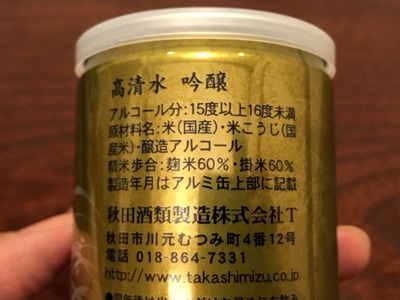 高清水 吟醸
アルコール分:15度以上16度未満
原材料名:米(国産)・米こうじ(国
産米)・醸造アルコール
精米歩合:麹米60%・掛米60%
製造年月はアルミ缶上部に記載
秋田酒類製造株式会社T
秋田市川元むつみ町4番12号
電話 018-864-7331
http://www.takashimizu.co.jp